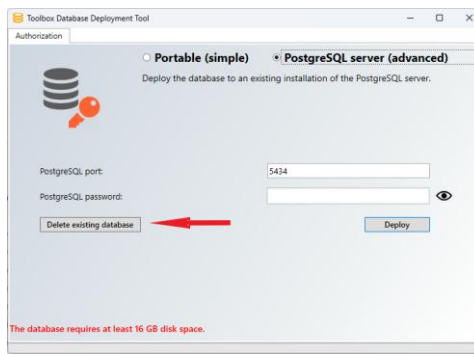 Toolbox Database Deployment Tool
Authorization
Portable (simple) PostgreSQL server (advanced)
Deploy the database to an existing installation of the PostgreSQL server.
PostgreSQL port: 5434
PostgreSQL password:
Delete existing database Deploy
The database requires at least 16 GB disk space.